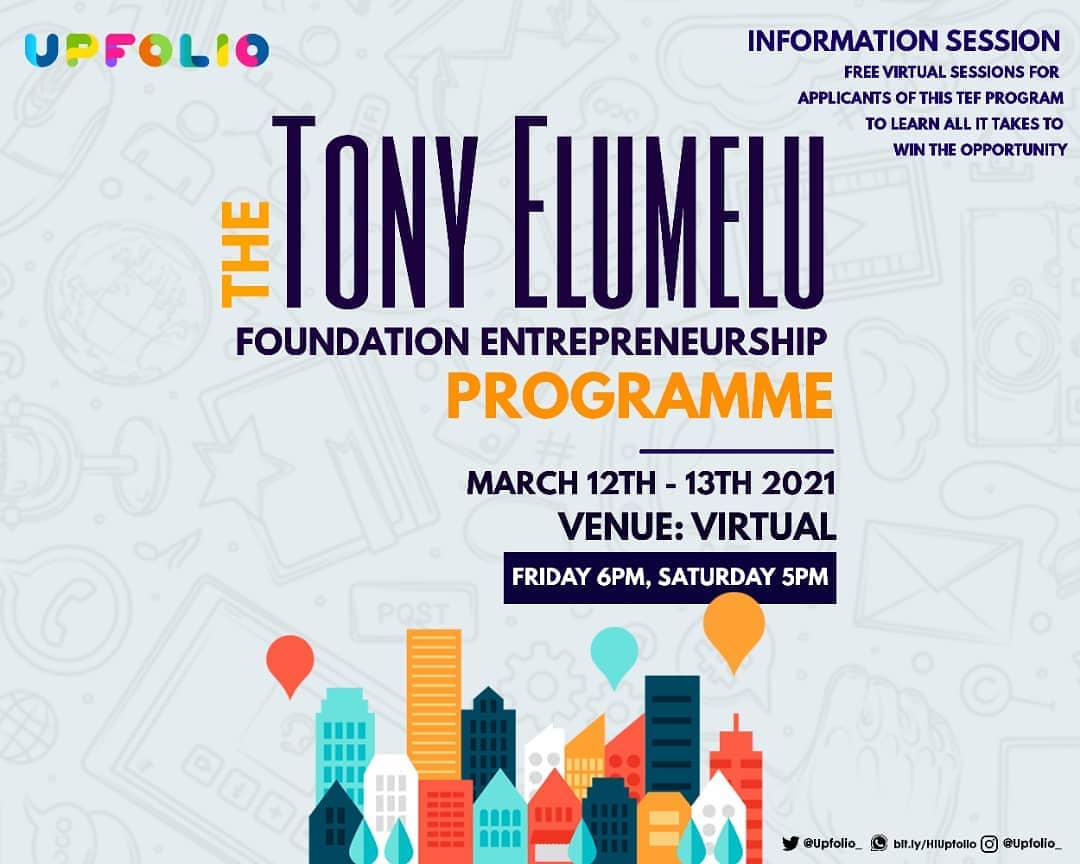 UPFOLIO
INFORMATION SESSION
FREE VIRTUAL SESSIONS FOR
APPLICANTS OF THIS TEF PROGRAM
TO LEARN ALL IT TAKES TO
WIN THE OPPORTUNITY
THE TONY ELUMELU
FOUNDATION ENTREPRENEURSHIP
PROGRAMME
MARCH 12TH - 13TH 2021
VENUE: VIRTUAL
FRIDAY 6PM, SATURDAY 5PM
POST
@Upfolio_ bit.ly/HiUpfolio @Upfolio_